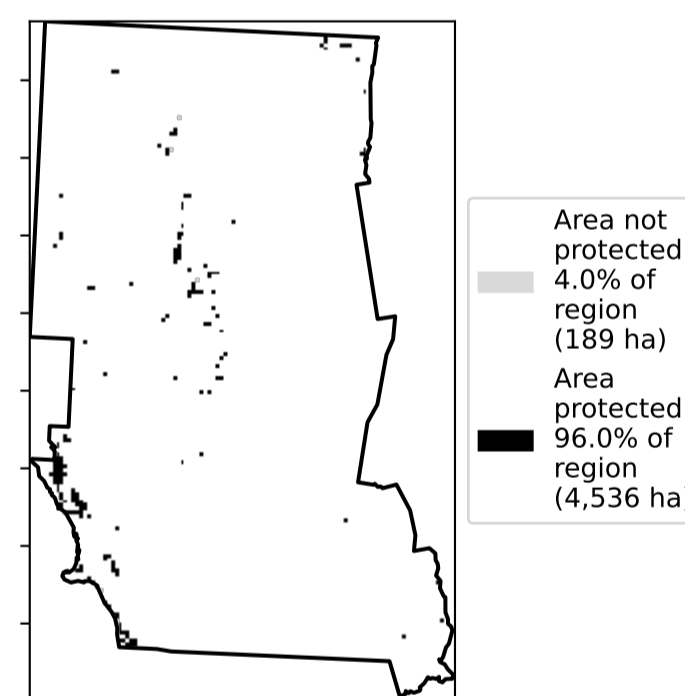 Area not
protected
4.0% of
region
(189 ha)
Area
protected
96.0% of
region
(4,536 ha)